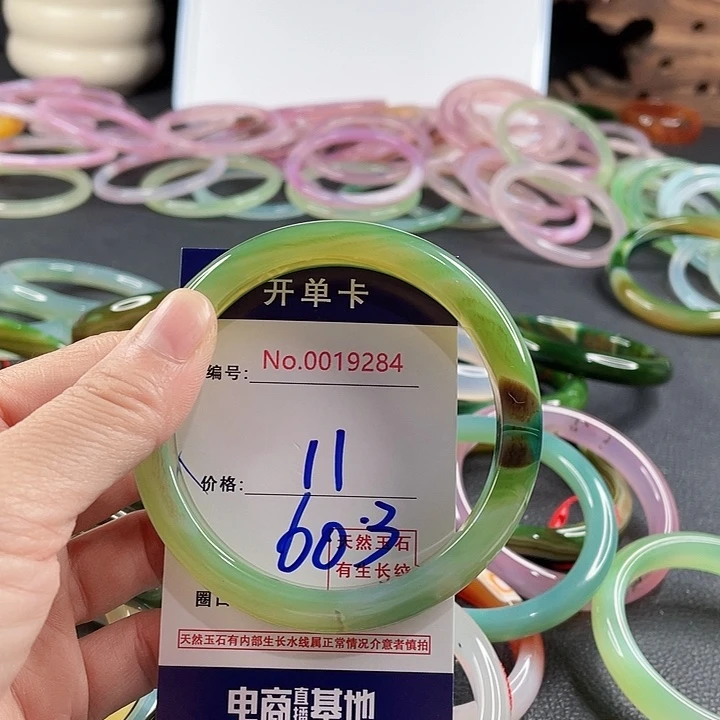 开单卡
编号: No.0019284
价格: 11
60.3
天然玉石
有生长纹
圈口
天然玉石有内部生长水线属正常情况介意者慎拍
电商直播基地